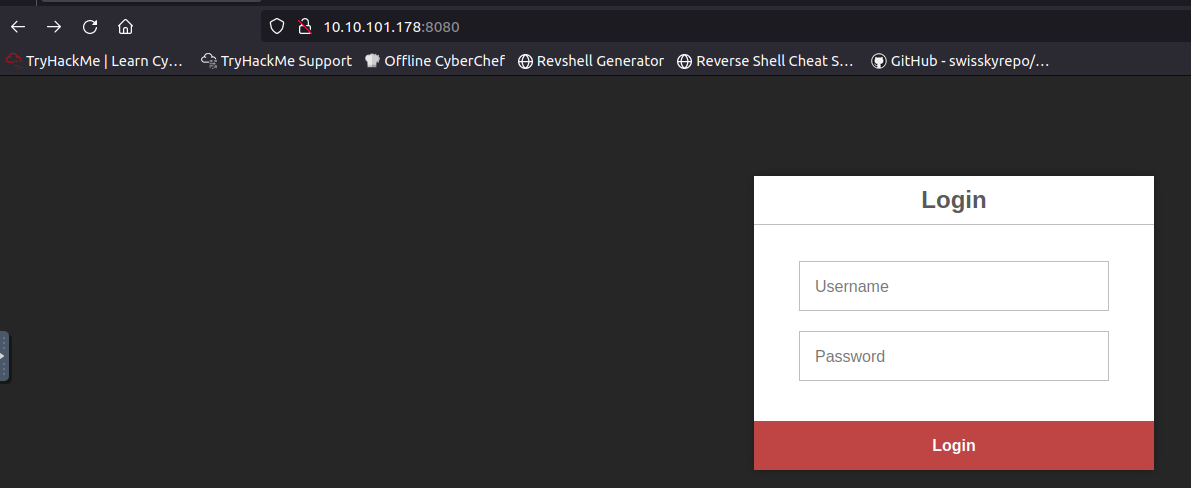 10.10.101.178:8080
TryHackMe | Learn Cy... TryHackMe Support Offline CyberChef Revshell Generator Reverse Shell Cheat S... GitHub - swisskyrepo/...
Login
Username
Password
Login